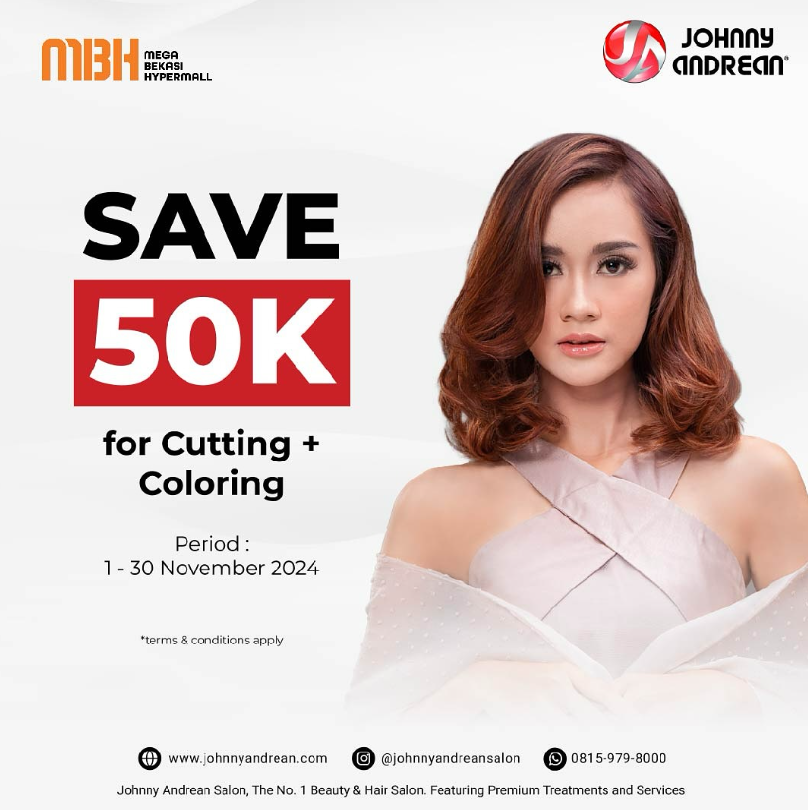 MBH MEGA
BEKASI
HYPERMALL
JOHNNY
ANDREAN®
SAVE
50K
for Cutting +
Coloring
Period :
1 - 30 November 2024
*terms & conditions apply
www.johnnyandrean.com @johnnyandreansalon 0815-979-8000
Johnny Andrean Salon, The No. 1 Beauty & Hair Salon. Featuring Premium Treatments and Services